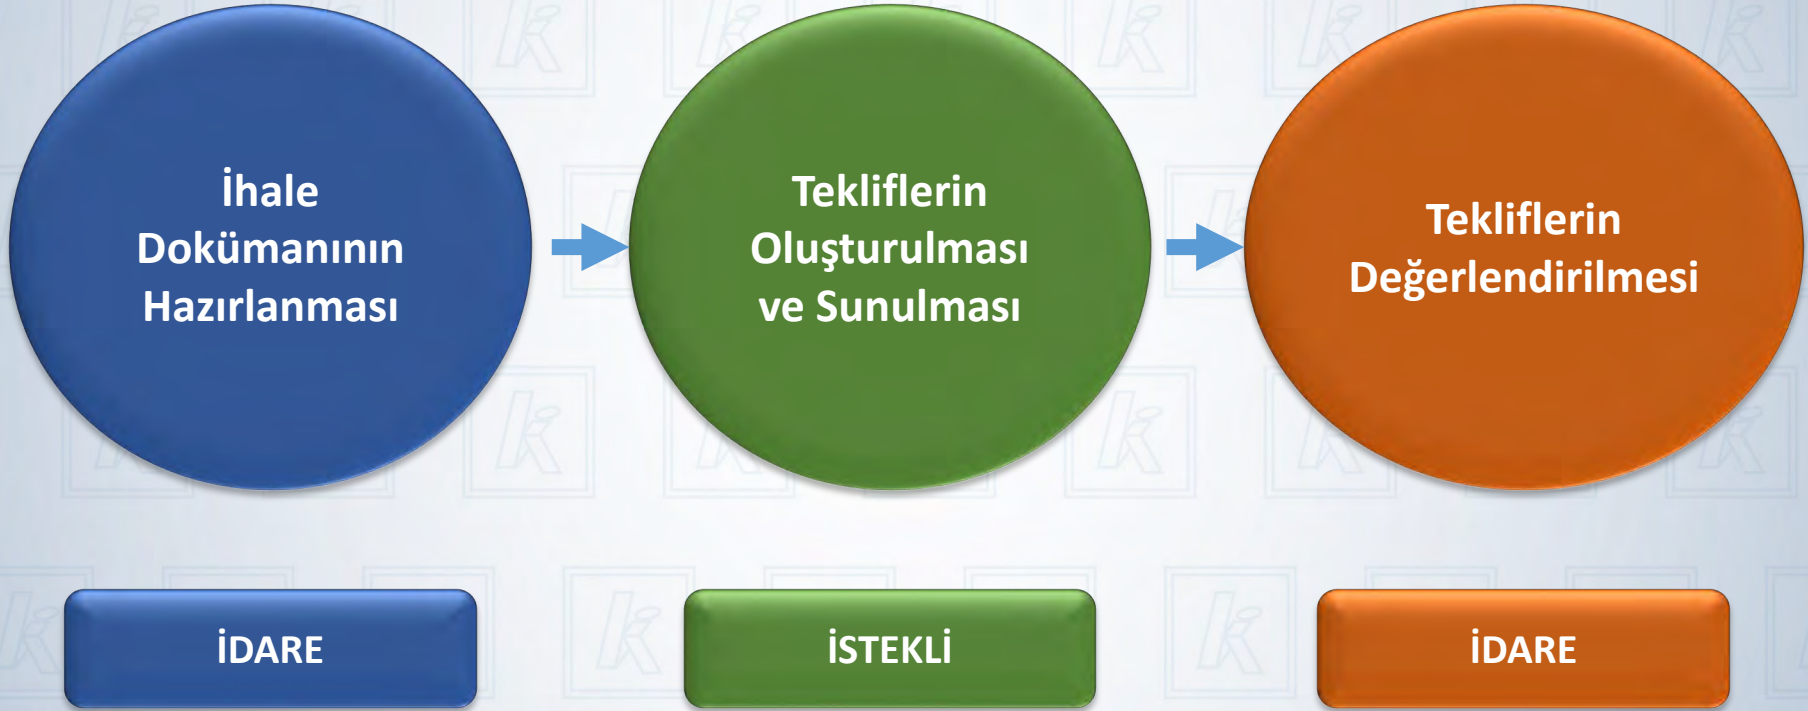 İhale
Dokümanının
Hazırlanması
Tekliflerin
Oluşturulması
ve Sunulması
Tekliflerin
Değerlendirilmesi
İDARE
İSTEKLİ
İDARE